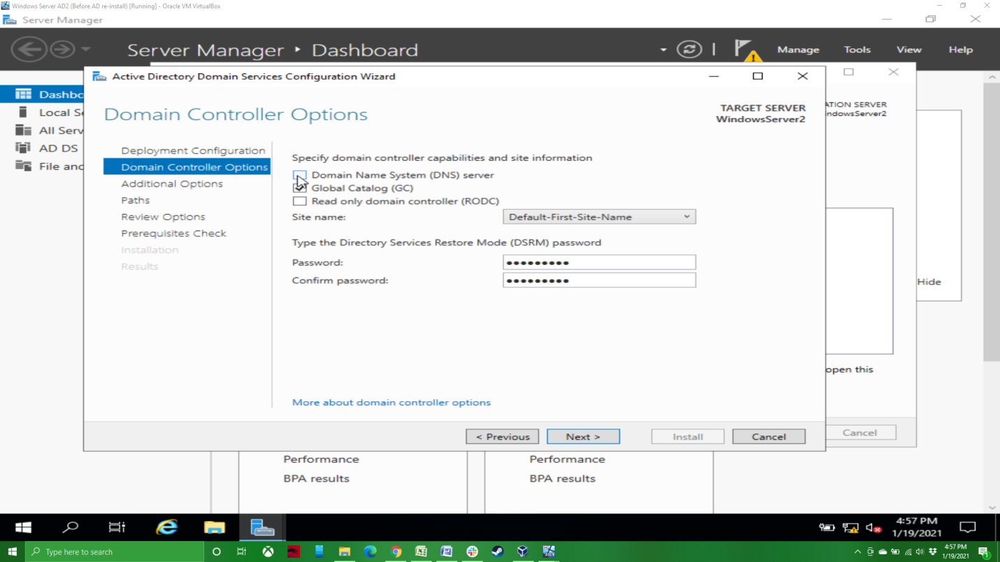 Windows Server AD2 (Before AD re-install) [Running] - Oracle VM VirtualBox
Server Manager
Server Manager ‣ Dashboard
Manage
Tools
View
Help
Active Directory Domain Services Configuration Wizard
Domain Controller Options
TARGET SERVER
WindowsServer2
ATION SERVER
ndowsServer2
Dashbc
Local Se
All Serv
AD DS
File and
Deployment Configuration
Domain Controller Options
Additional Options
Paths
Review Options
Prerequisites Check
Installation
Results
Specify domain controller capabilities and site information
Domain Name System (DNS) server
Global Catalog (GC)
Read only domain controller (RODC)
Site name:
Default-First-Site-Name
Type the Directory Services Restore Mode (DSRM) password
Password:
●●●●●●●●●
Confirm password:
●●●●●●●●●
More about domain controller options
< Previous
Next >
Install
Cancel
Hide
open this
Cancel
Performance
BPA results
Performance
BPA results
4:57 PM
1/19/2021
Type here to search
4:57 PM
1/19/2021